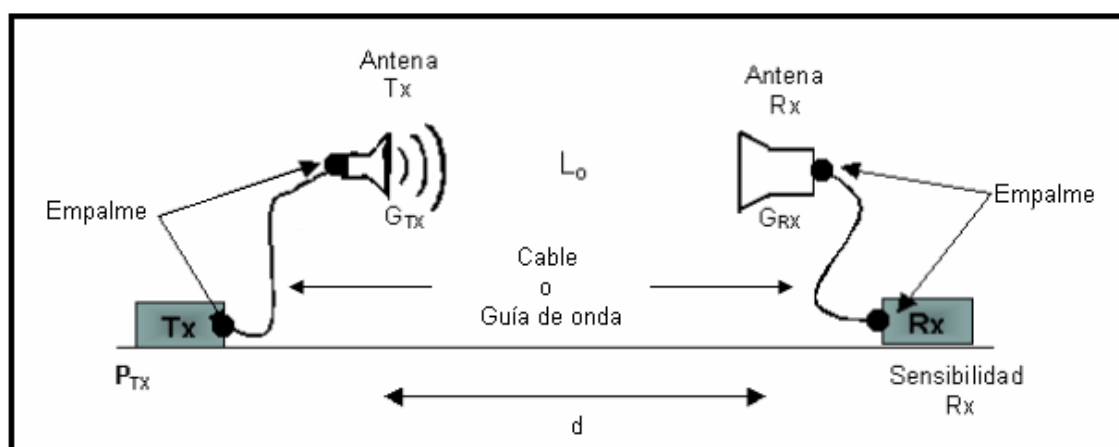 Antena
Tx
Antena
Rx
Lo
Empalme
Empalme
GTX
GRX
Cable
o
Guía de onda
Tx
Rx
PTX
Sensibilidad
Rx
d